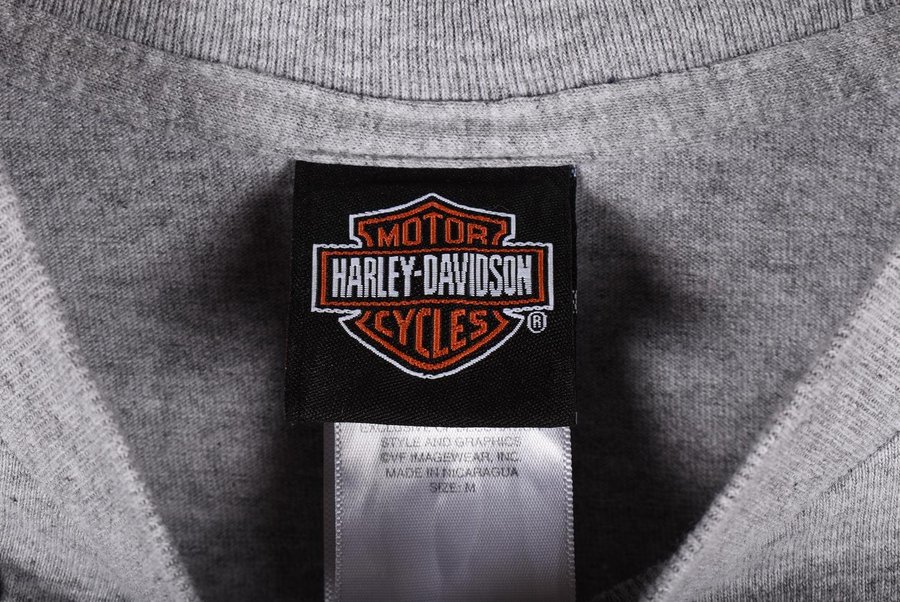 MOTOR
HARLEY-DAVIDSON
CYCLES
®
STYLE AND GRAPHICS
©VF IMAGEWEAR, INC.
MADE IN NICARAGUA
SIZE: M